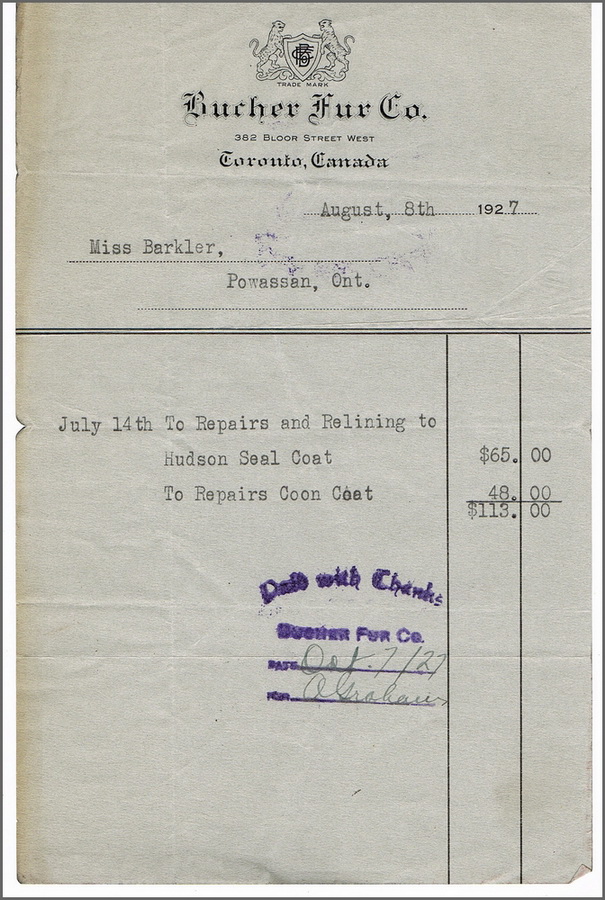 TRADE MARK
Bucher Fur Co.
382 BLOOR STREET WEST
Toronto, Canada
August, 8th 1927
Miss Barkler,
Powassan, Ont.
July 14th To Repairs and Relining to
Hudson Seal Coat $65. 00
To Repairs Coon Coat 48. 00
$113. 00
Paid with Thanks
BUCHER FUR CO.
DATE Oct. 7/27
PER A Graham